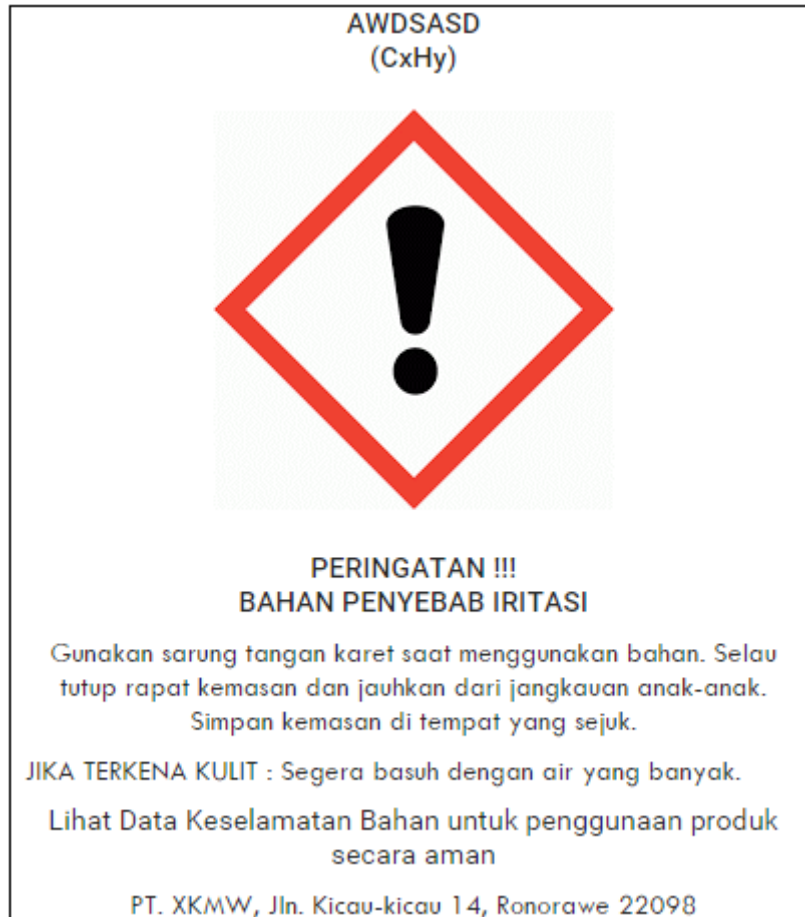 AWDSASD
(CxHy)
PERINGATAN !!!
BAHAN PENYEBAB IRITASI
Gunakan sarung tangan karet saat menggunakan bahan. Selau
tutup rapat kemasan dan jauhkan dari jangkauan anak-anak.
Simpan kemasan di tempat yang sejuk.
JIKA TERKENA KULIT : Segera basuh dengan air yang banyak.
Lihat Data Keselamatan Bahan untuk penggunaan produk
secara aman
PT. XKMW, Jln. Kicau-kicau 14, Ronorawe 22098